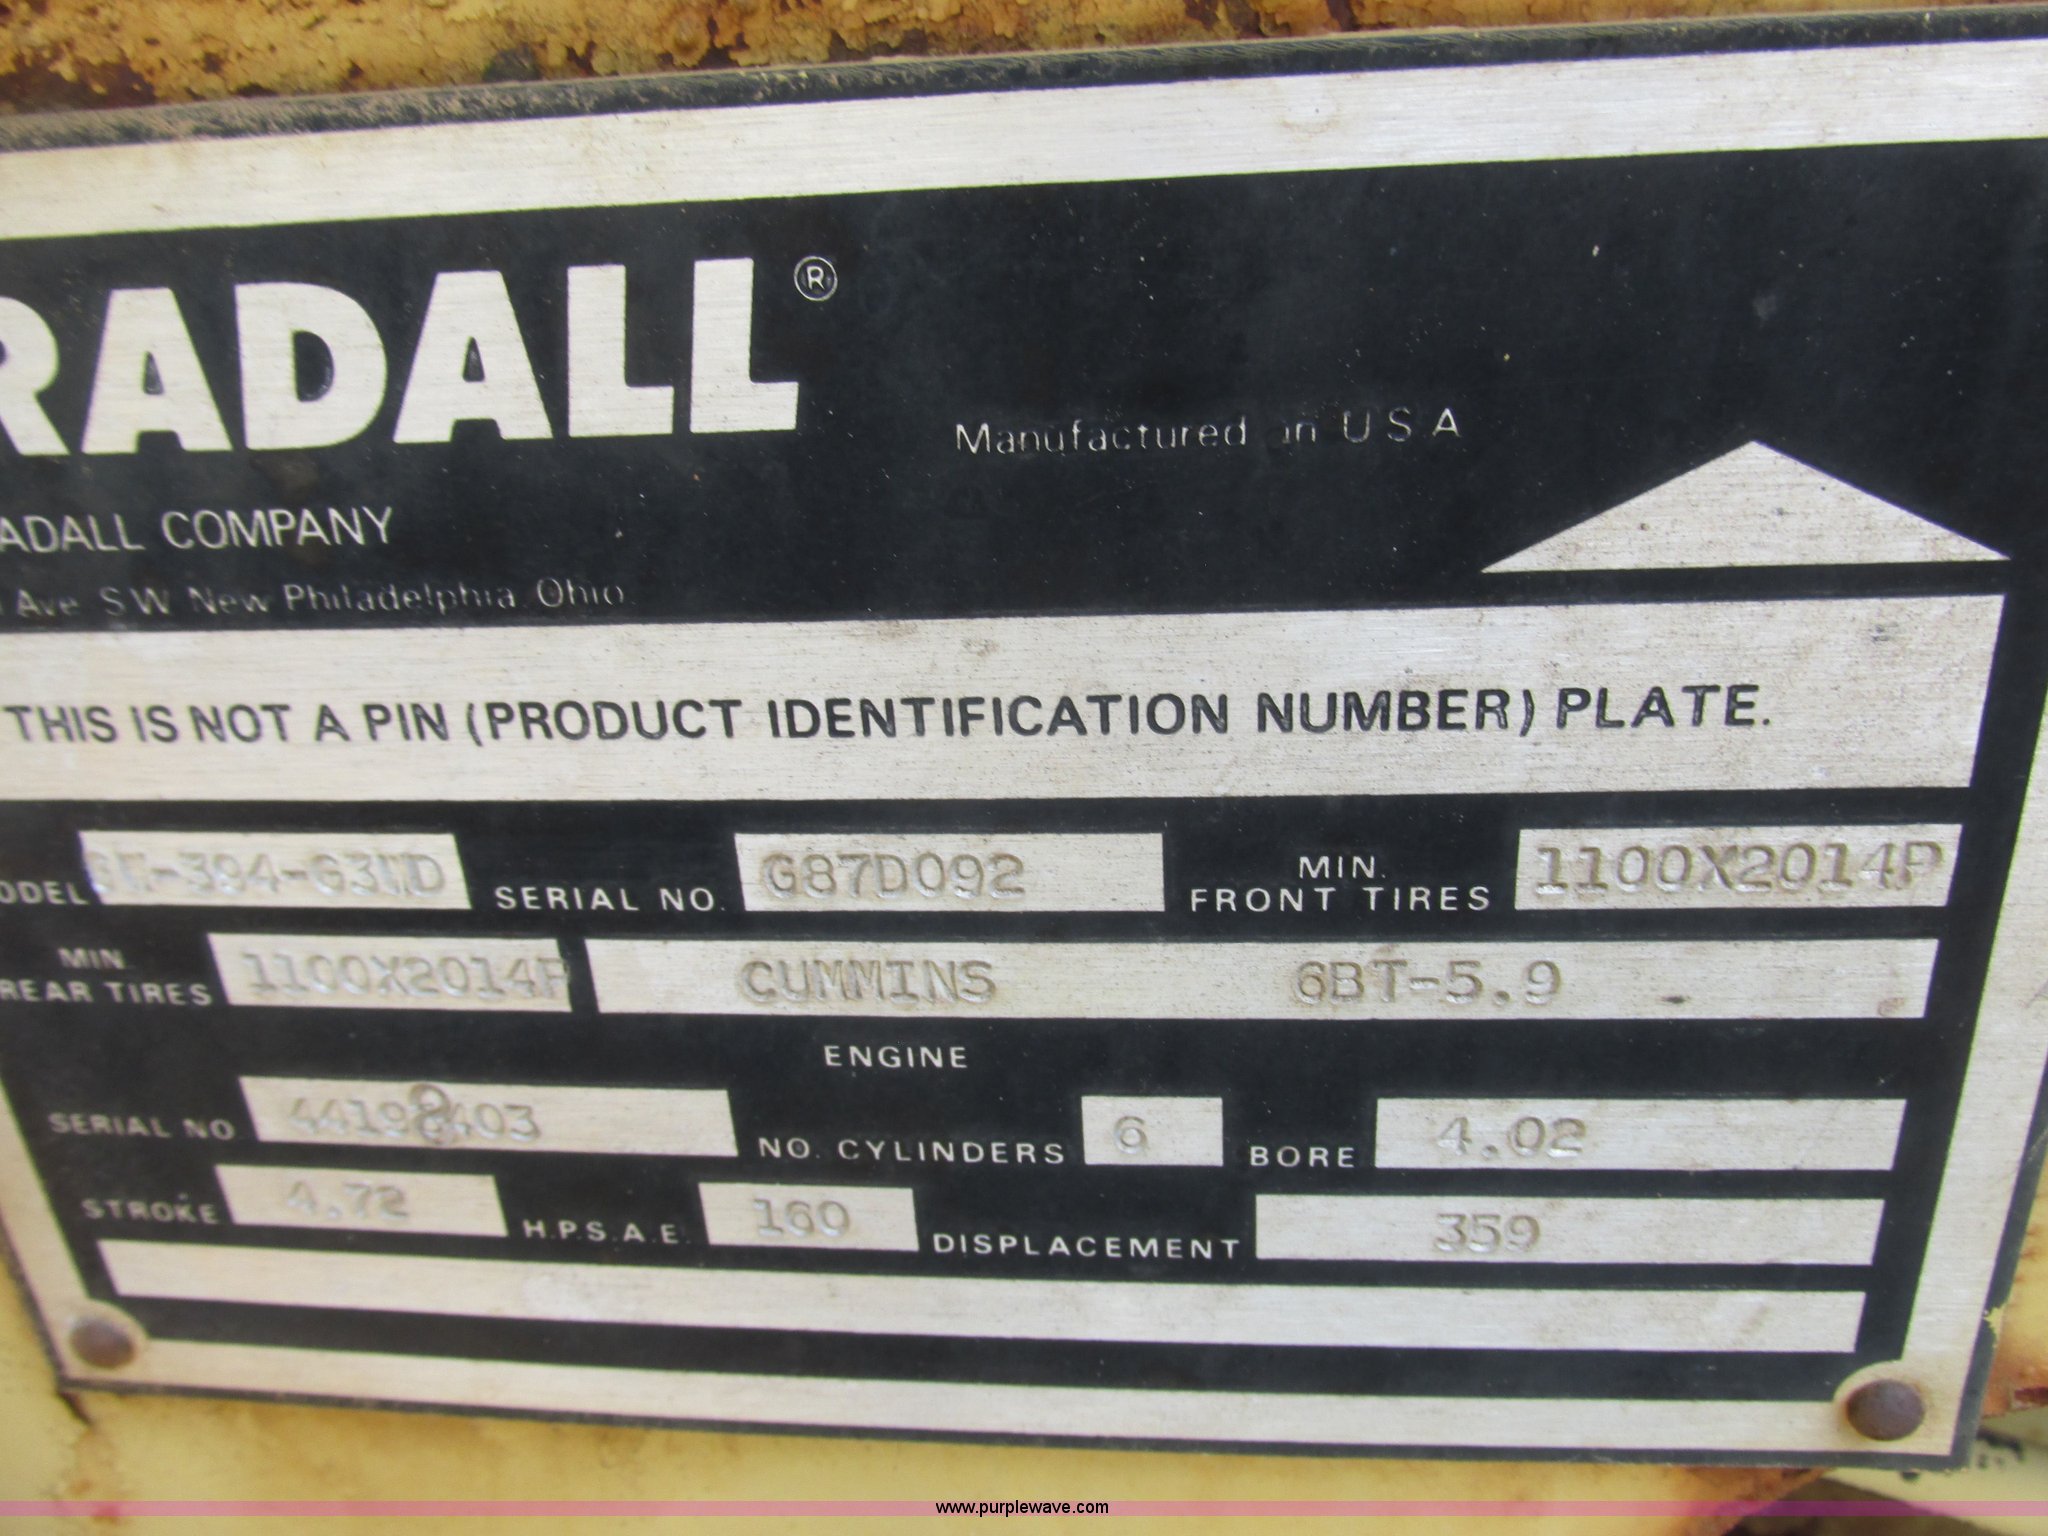 RADALL®
Manufactured in U S A
ADALL COMPANY
Ave. S W New Philadelphia, Ohio
THIS IS NOT A PIN (PRODUCT IDENTIFICATION NUMBER) PLATE.
ODEL SERIAL NO. G87D092 MIN. FRONT TIRES 1100X2014P
MIN. REAR TIRES 1100X2014P CUMMINS 6BT-5.9
ENGINE
SERIAL NO. 44198403 NO. CYLINDERS 6 BORE 4.02
STROKE 4.72 H.P.S.A.E. 160 DISPLACEMENT 359
www.purplewave.com